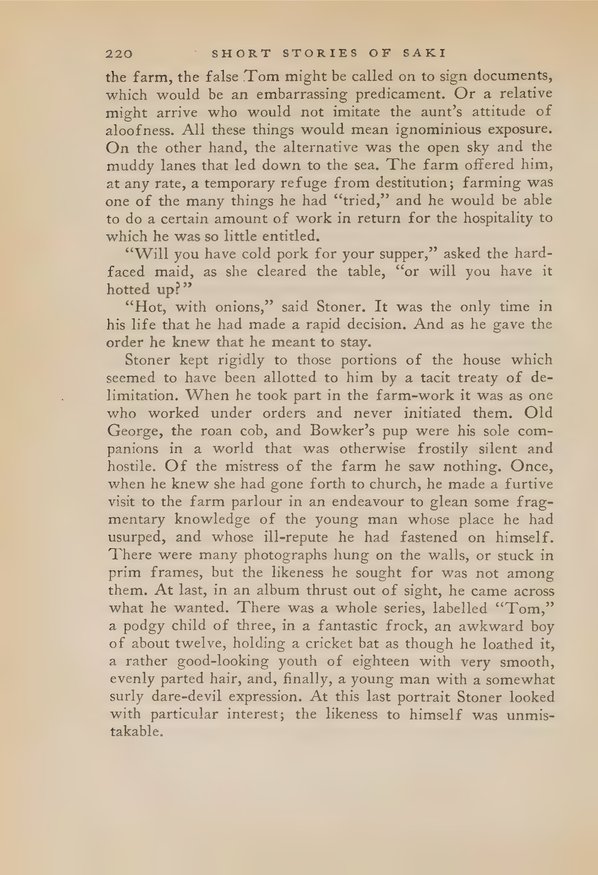 220 SHORT STORIES OF SAKI
the farm, the false Tom might be called on to sign documents,
which would be an embarrassing predicament. Or a relative
might arrive who would not imitate the aunt's attitude of
aloofness. All these things would mean ignominious exposure.
On the other hand, the alternative was the open sky and the
muddy lanes that led down to the sea. The farm offered him,
at any rate, a temporary refuge from destitution; farming was
one of the many things he had “tried,” and he would be able
to do a certain amount of work in return for the hospitality to
which he was so little entitled.
“Will you have cold pork for your supper,” asked the hard-
faced maid, as she cleared the table, “or will you have it
hotted up?”
“Hot, with onions,” said Stoner. It was the only time in
his life that he had made a rapid decision. And as he gave the
order he knew that he meant to stay.
Stoner kept rigidly to those portions of the house which
seemed to have been allotted to him by a tacit treaty of de-
limitation. When he took part in the farm-work it was as one
who worked under orders and never initiated them. Old
George, the roan cob, and Bowker's pup were his sole com-
panions in a world that was otherwise frostily silent and
hostile. Of the mistress of the farm he saw nothing. Once,
when he knew she had gone forth to church, he made a furtive
visit to the farm parlour in an endeavour to glean some frag-
mentary knowledge of the young man whose place he had
usurped, and whose ill-repute he had fastened on himself.
There were many photographs hung on the walls, or stuck in
prim frames, but the likeness he sought for was not among
them. At last, in an album thrust out of sight, he came across
what he wanted. There was a whole series, labelled “Tom,”
a podgy child of three, in a fantastic frock, an awkward boy
of about twelve, holding a cricket bat as though he loathed it,
a rather good-looking youth of eighteen with very smooth,
evenly parted hair, and, finally, a young man with a somewhat
surly dare-devil expression. At this last portrait Stoner looked
with particular interest; the likeness to himself was unmis-
takable.